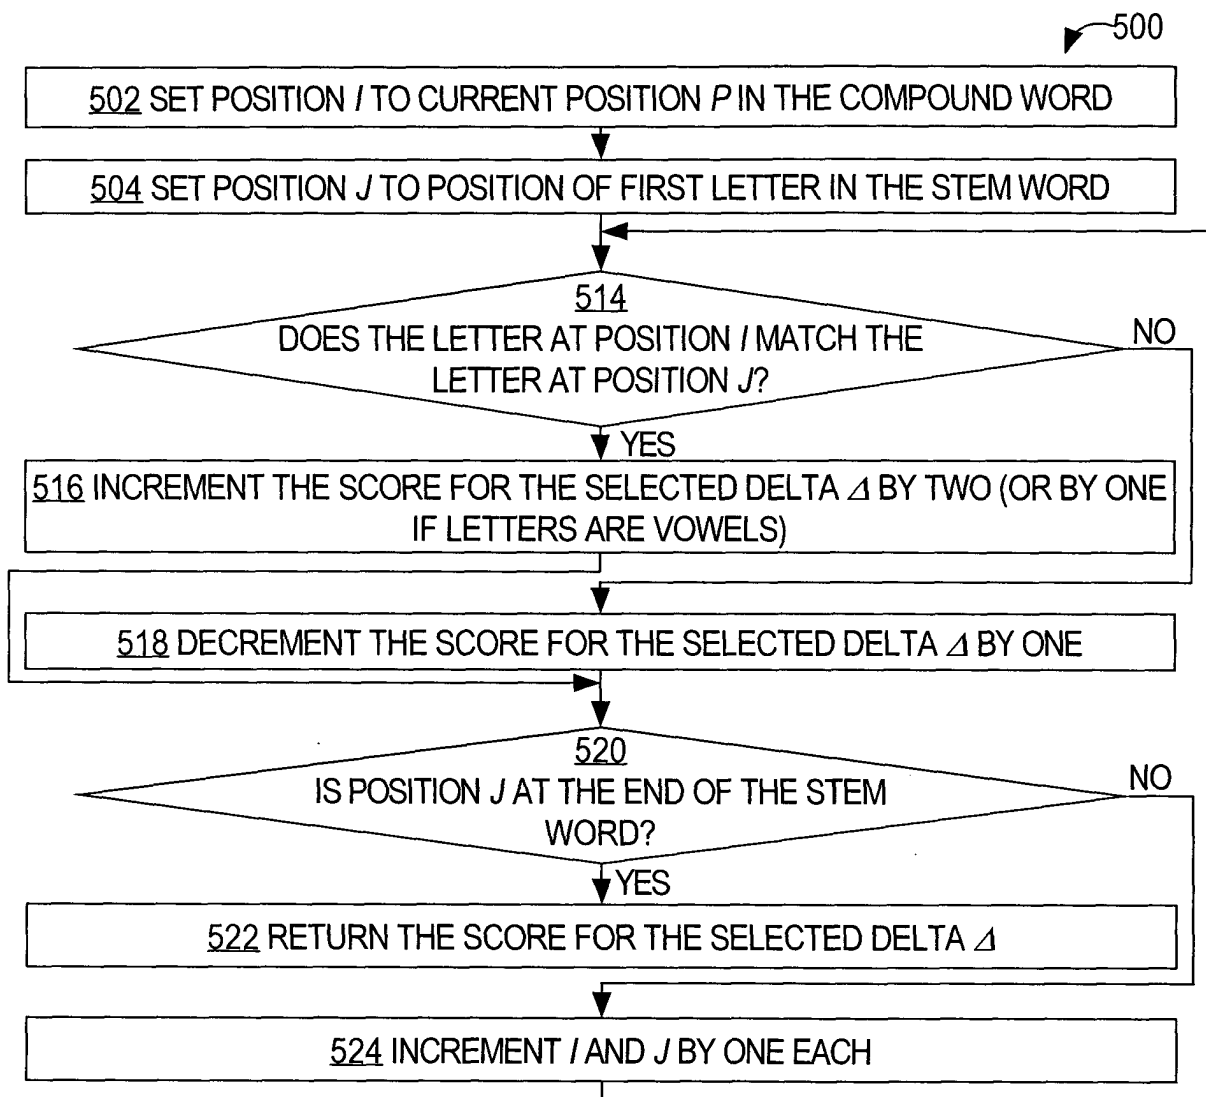 500
502 SET POSITION I TO CURRENT POSITION P IN THE COMPOUND WORD
504 SET POSITION J TO POSITION OF FIRST LETTER IN THE STEM WORD
514
DOES THE LETTER AT POSITION I MATCH THE
LETTER AT POSITION J?
NO
YES
516 INCREMENT THE SCORE FOR THE SELECTED DELTA Δ BY TWO (OR BY ONE
IF LETTERS ARE VOWELS)
518 DECREMENT THE SCORE FOR THE SELECTED DELTA Δ BY ONE
520
IS POSITION J AT THE END OF THE STEM
WORD?
NO
YES
522 RETURN THE SCORE FOR THE SELECTED DELTA Δ
524 INCREMENT I AND J BY ONE EACH